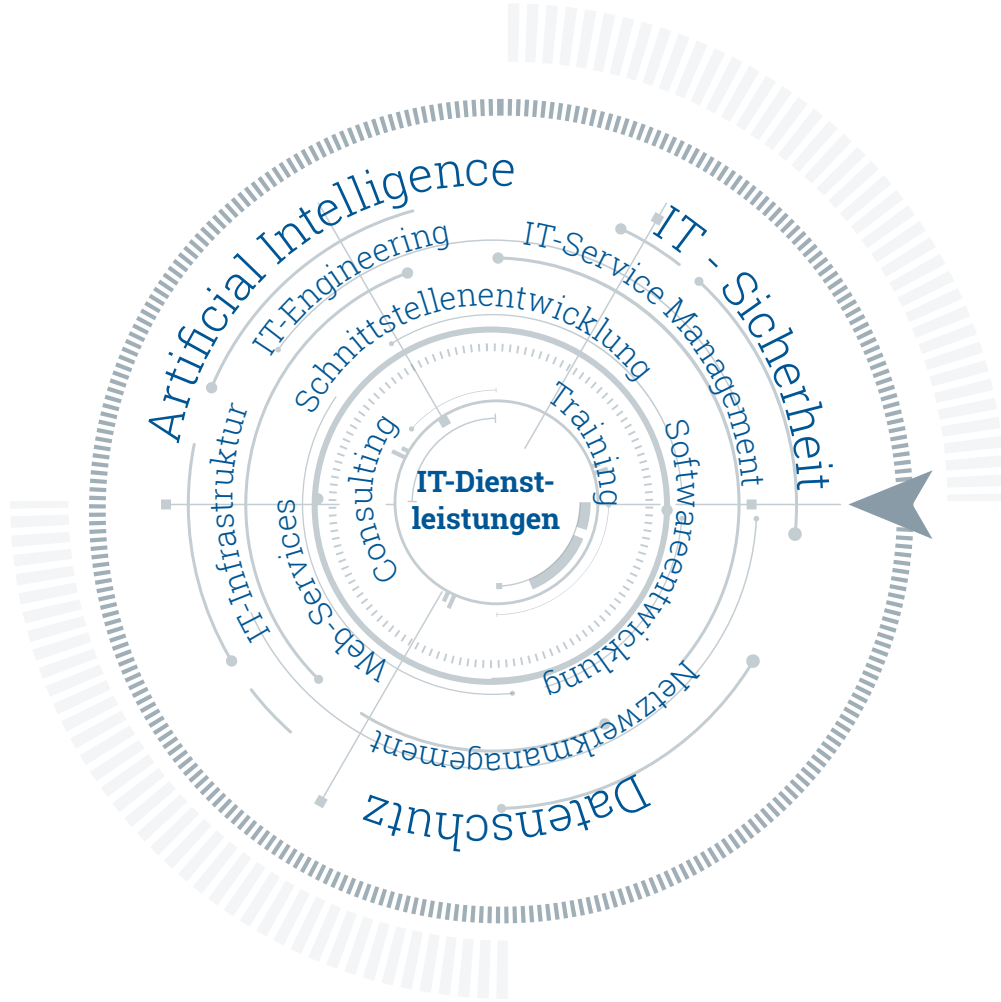 Artificial Intelligence
IT - Sicherheit
IT-Engineering
IT-Service Management
Schnittstellenentwicklung
Training
Consulting
IT-Dienst-
leistungen
Softwareentwicklung
IT-Infrastruktur
Web-Services
Netzwerkmanagement
Datenschutz